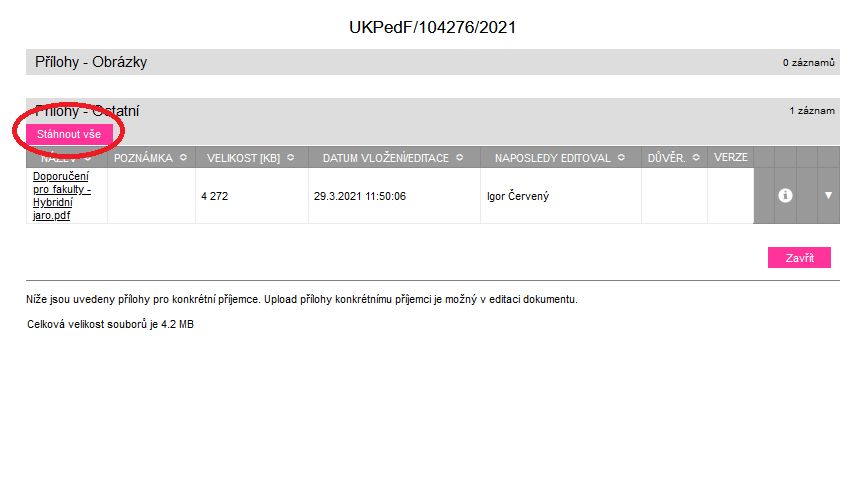 UKPedF/104276/2021
Přílohy - Obrázky
0 záznamů
Přílohy - Ostatní
1 záznam
Stáhnout vše
NÁZEV POZNÁMKA VELIKOST [KB] DATUM VLOŽENÍ/EDITACE NAPOSLEDY EDITOVAL DŮVĚR. VERZE
Doporučení
pro fakulty -
Hybridní
jaro.pdf
4 272
29.3.2021 11:50:06
Igor Červený
Zavřít
Níže jsou uvedeny přílohy pro konkrétní příjemce. Upload přílohy konkrétnímu příjemci je možný v editaci dokumentu.
Celková velikost souborů je 4.2 MB